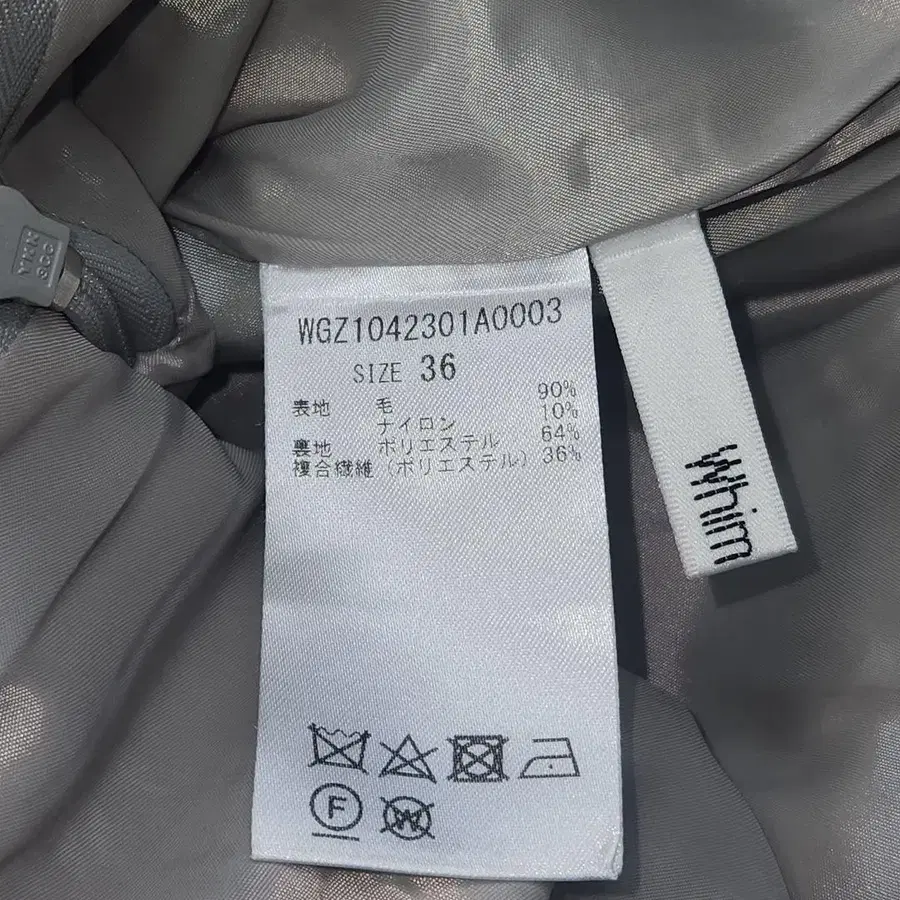 WGZ1042301A0003
SIZE 36
表地 毛 90%
ナイロン 10%
裏地 ポリエステル 64%
複合繊維(ポリエステル) 36%
Whim
F
W